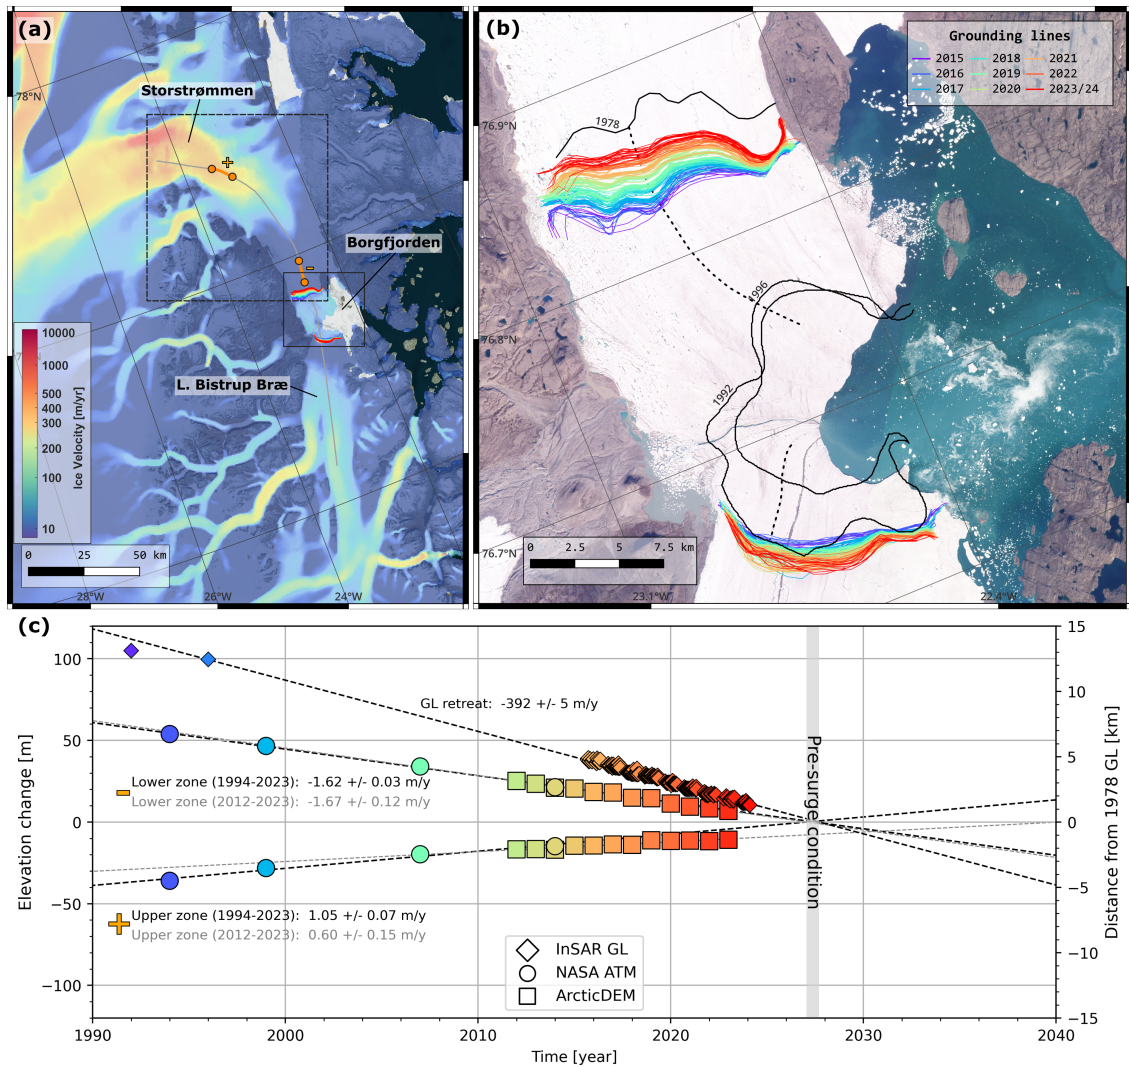 (a)
Storstrømmen
78°N
Borgfjorden
L. Bistrup Bræ
10000
1000
500
400
300
200
100
10
Ice Velocity [m/yr]
0 25 50 km
28°W 26°W 24°W
(b)
Grounding lines
2015 2018 2021
2016 2019 2022
2017 2020 2023/24
76.9°N
1978
76.8°N
1996
1992
76.7°N
0 2.5 5 7.5 km
23.1°W 22.4°W
(c)
GL retreat: -392 +/- 5 m/y
Lower zone (1994-2023): -1.62 +/- 0.03 m/y
Lower zone (2012-2023): -1.67 +/- 0.12 m/y
Upper zone (1994-2023): 1.05 +/- 0.07 m/y
Upper zone (2012-2023): 0.60 +/- 0.15 m/y
Pre-surge condition
InSAR GL
NASA ATM
ArcticDEM
Elevation change [m]
100
50
0
−50
−100
Distance from 1978 GL [km]
15
10
5
0
−5
−10
−15
1990 2000 2010 2020 2030 2040
Time [year]